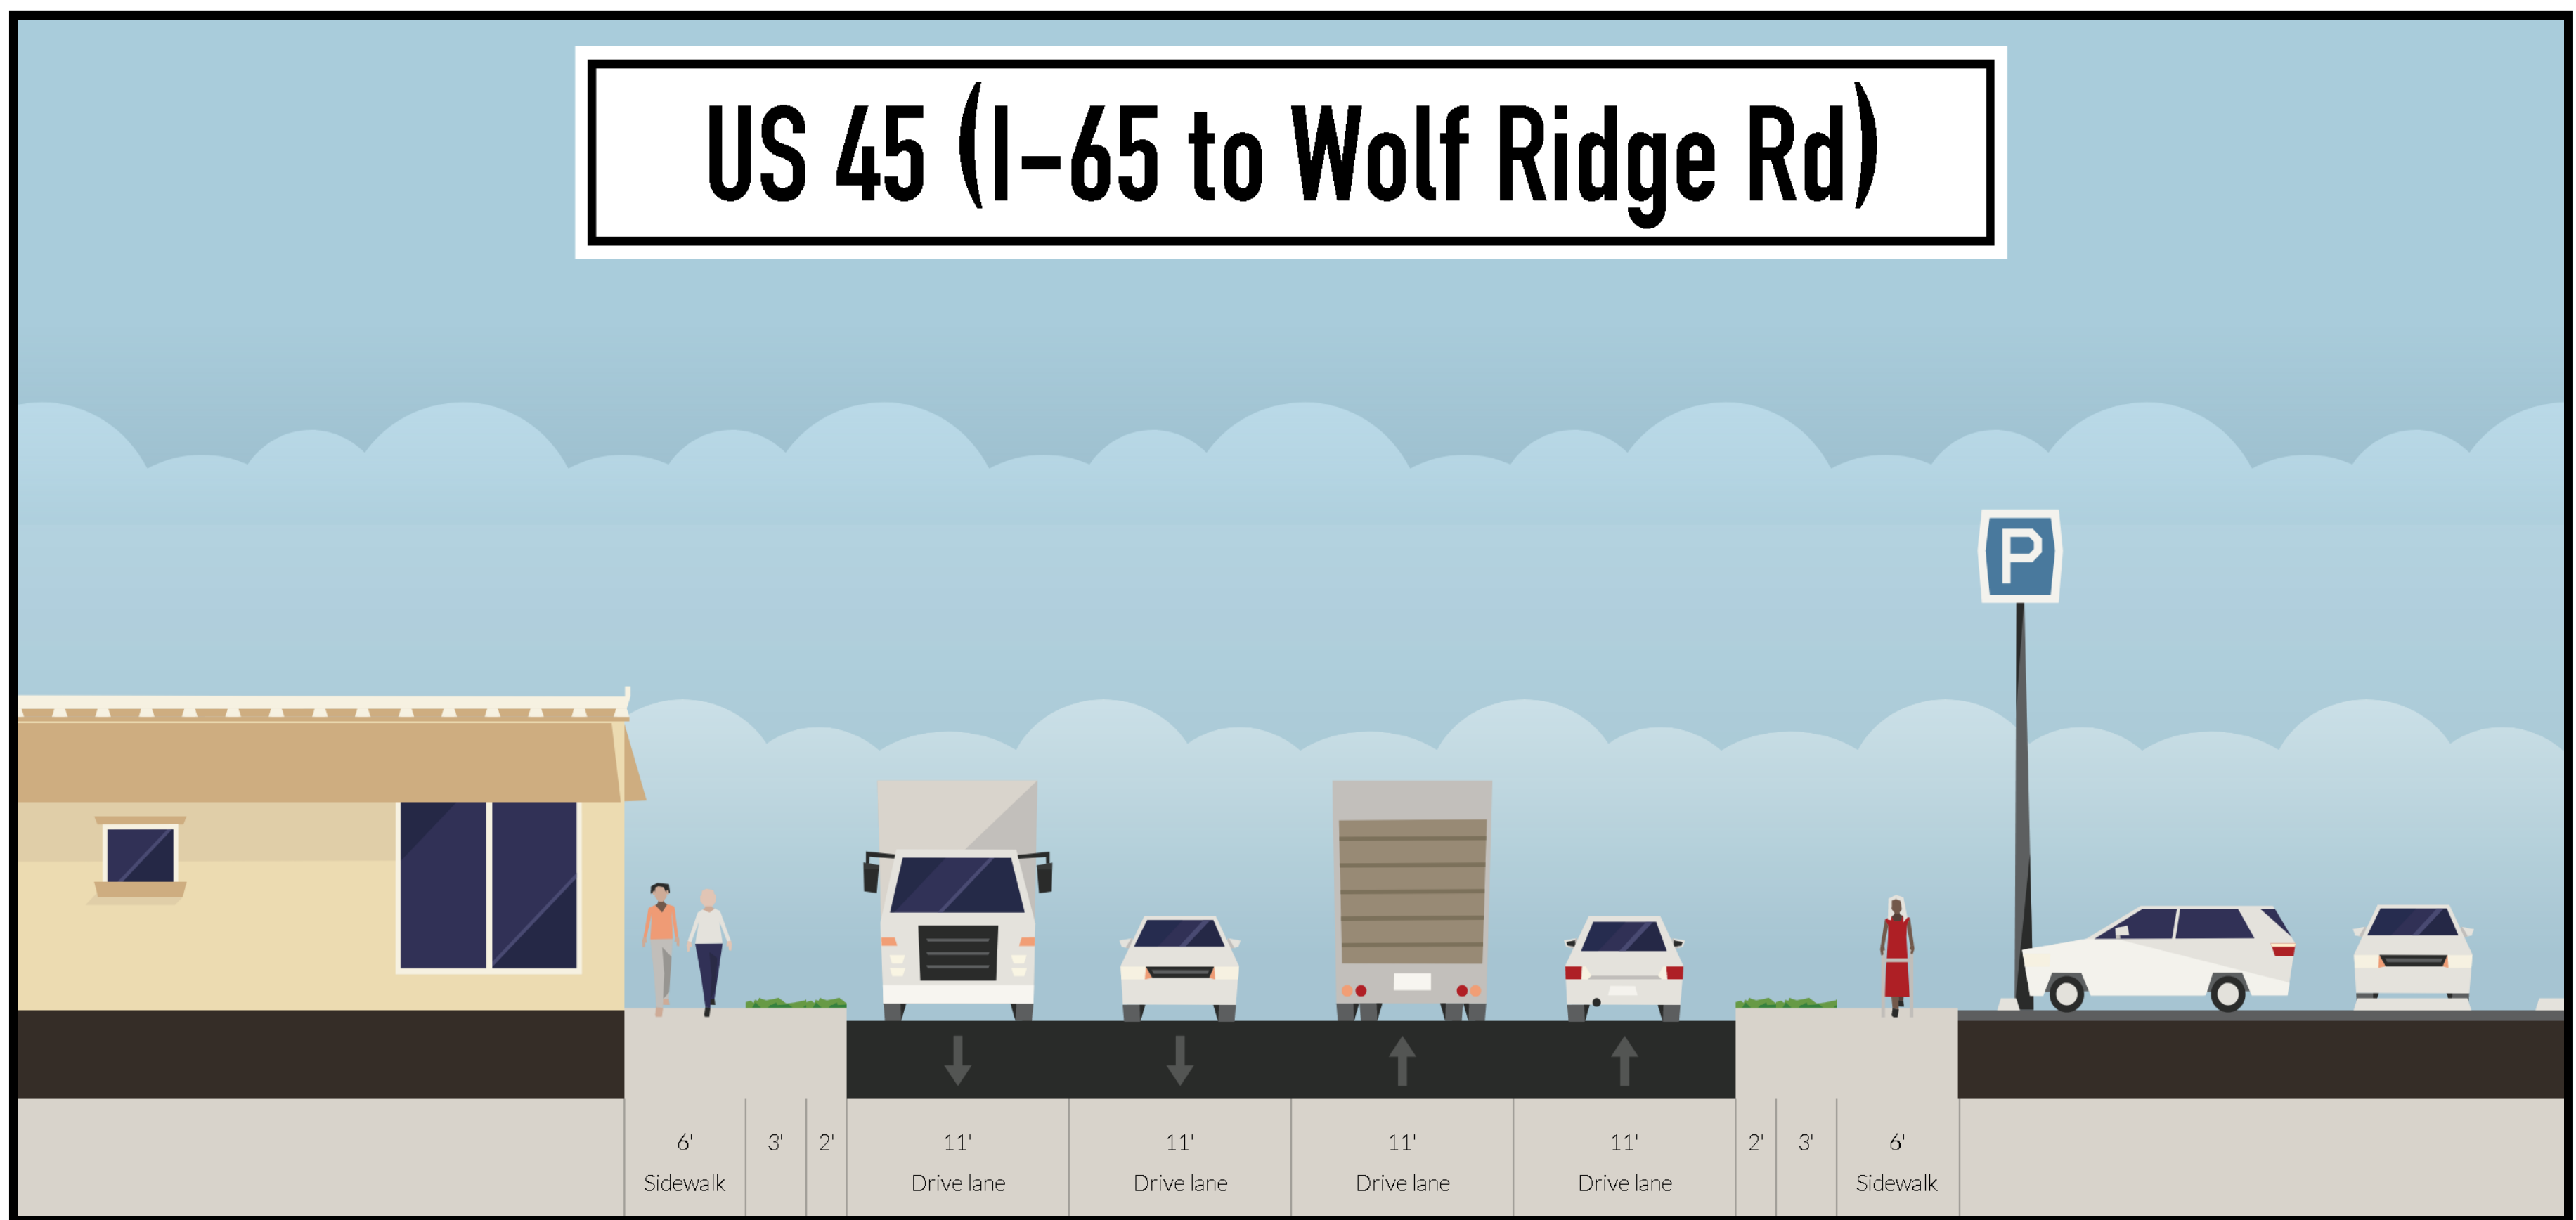 US 45 (I-65 to Wolf Ridge Rd)
P
6' 3' 2' 11' 11' 11' 11' 2' 3' 6'
Sidewalk Drive lane Drive lane Drive lane Drive lane Sidewalk